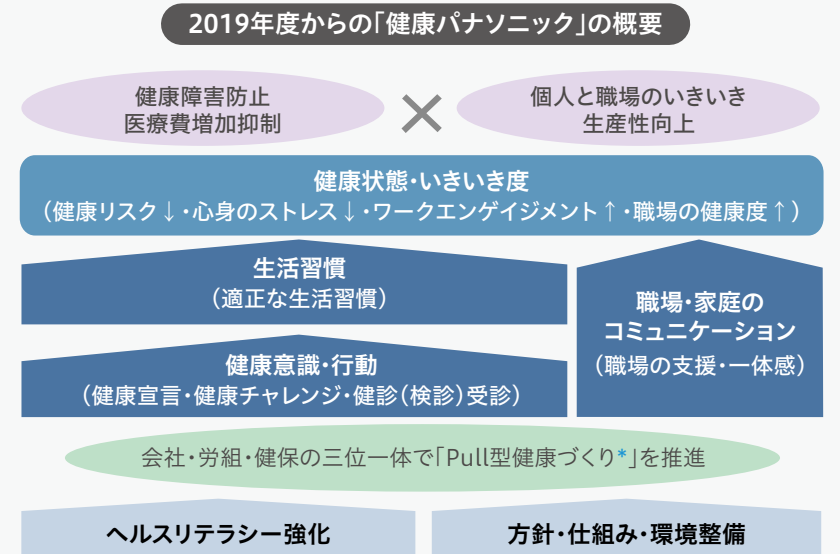 2019年度からの「健康パナソニック」の概要
健康障害防止
医療費増加抑制
×
個人と職場のいきいき
生産性向上
健康状態・いきいき度
（健康リスク↓・心身のストレス↓・ワークエンゲイジメント↑・職場の健康度↑）
生活習慣
（適正な生活習慣）
職場・家庭の
コミュニケーション
（職場の支援・一体感）
健康意識・行動
（健康宣言・健康チャレンジ・健診（検診）受診）
会社・労組・健保の三位一体で「Pull型健康づくり*」を推進
ヘルスリテラシー強化
方針・仕組み・環境整備